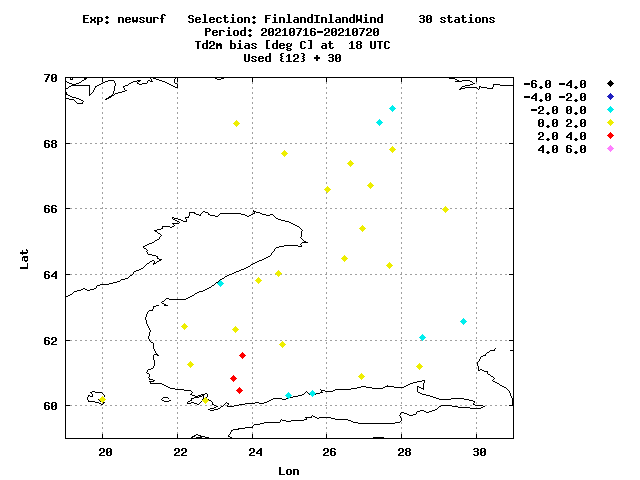 Exp: newsurf Selection: FinlandInlandWind 30 stations
Period: 20210716-20210720
Td2m bias [deg C] at 18 UTC
Used {12} + 30
-6.0 -4.0
-4.0 -2.0
-2.0 0.0
0.0 2.0
2.0 4.0
4.0 6.0
70
68
66
64
62
60
Lat
20 22 24 26 28 30
Lon